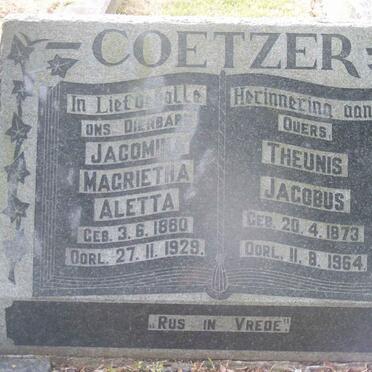 COETZER
In Liefdevolle Herinnering aan
ons Dierbare Ouers.
Jacomina
Magrietha
Aletta
Geb. 3.6.1880
Oorl. 27.11.1929.
Theunis
Jacobus
Geb. 20.4.1873
Oorl. 11.8.1964.
„Rus in Vrede".